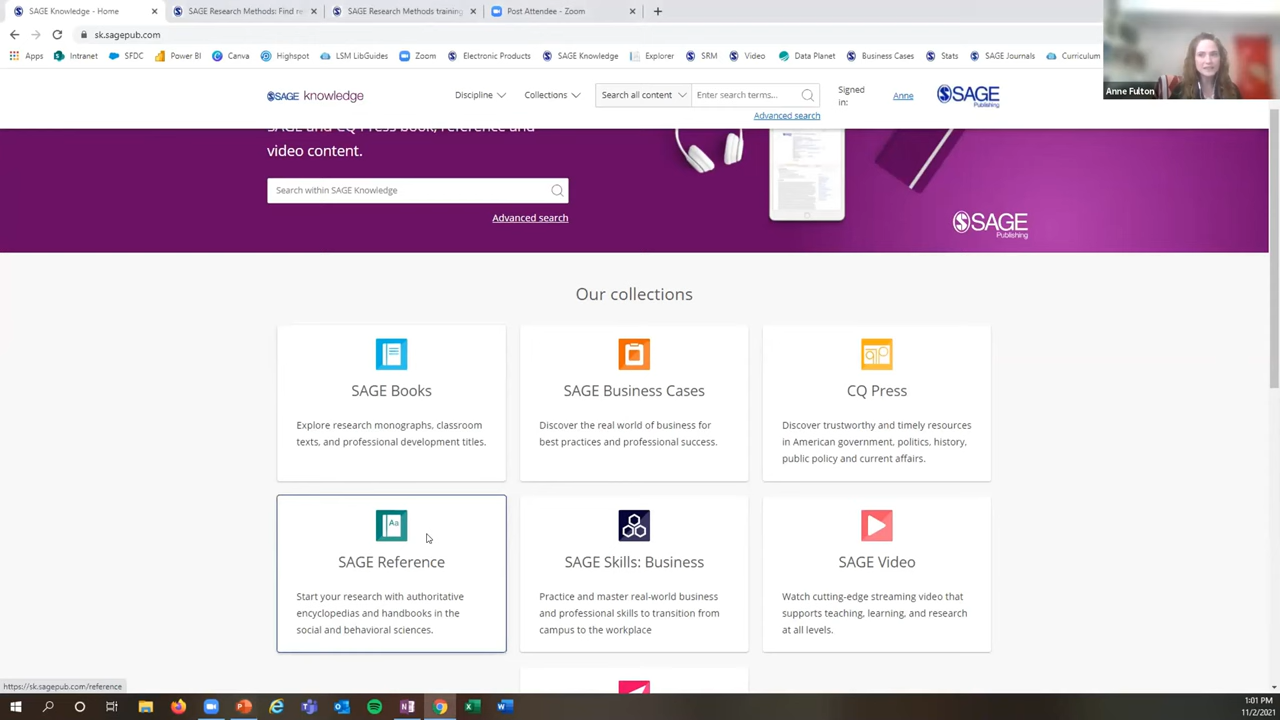 SAGE Knowledge - Home
SAGE Research Methods: Find re
SAGE Research Methods training
Post Attendee - Zoom
sk.sagepub.com
Apps
Intranet
SFDC
Power BI
Canva
Highspot
LSM LibGuides
Zoom
Electronic Products
SAGE Knowledge
Explorer
SRM
Video
Data Planet
Business Cases
Stats
SAGE Journals
Curriculum
Anne Fulton
SAGE knowledge
Discipline
Collections
Search all content
Enter search terms...
Advanced search
Signed
in:
Anne
SAGE
Publishing
SAGE and CQ Press book, reference and
video content.
Search within SAGE Knowledge
Advanced search
SAGE
Publishing
Our collections
SAGE Books
Explore research monographs, classroom
texts, and professional development titles.
SAGE Business Cases
Discover the real world of business for
best practices and professional success.
CQ Press
Discover trustworthy and timely resources
in American government, politics, history,
public policy and current affairs.
Aa
SAGE Reference
Start your research with authoritative
encyclopedias and handbooks in the
social and behavioral sciences.
SAGE Skills: Business
Practice and master real-world business
and professional skills to transition from
campus to the workplace
SAGE Video
Watch cutting-edge streaming video that
supports teaching, learning, and research
at all levels.
https://sk.sagepub.com/reference
1:01 PM
11/2/2021